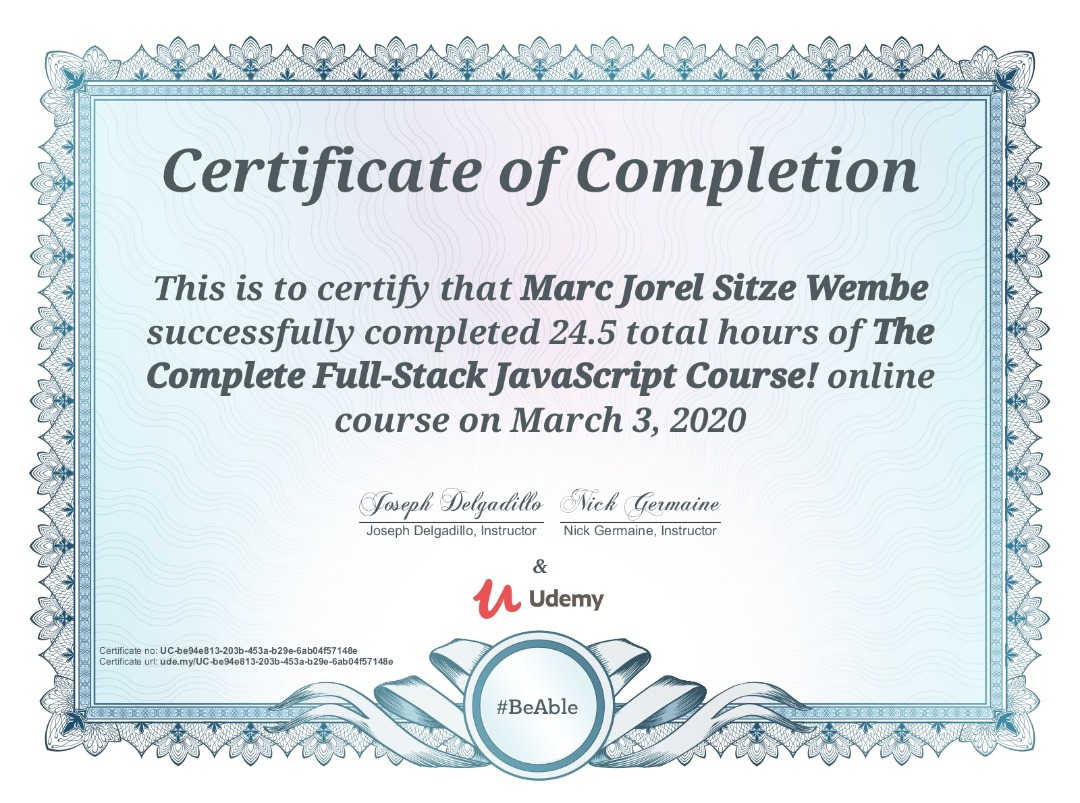 Certificate of Completion
This is to certify that Marc Jorel Sitze Wembe
successfully completed 24.5 total hours of The
Complete Full-Stack JavaScript Course! online
course on March 3, 2020
Joseph Delgadillo Nick Germaine
Joseph Delgadillo, Instructor Nick Germaine, Instructor
&
Udemy
Certificate no: UC-be94e813-203b-453a-b29e-6ab04f57148e
Certificate url: ude.my/UC-be94e813-203b-453a-b29e-6ab04f57148e
#BeAble